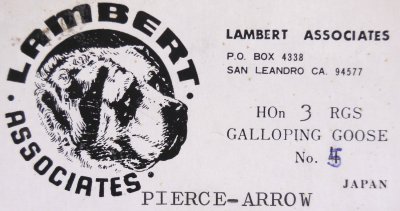 LAMBERT
ASSOCIATES
LAMBERT ASSOCIATES
P.O. BOX 4338
SAN LEANDRO CA. 94577
HOn 3 RGS
GALLOPING GOOSE
No. 5
JAPAN
PIERCE-ARROW